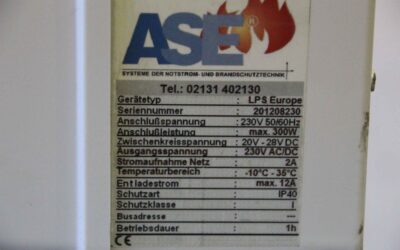 ASE®
SYSTEME DER NOTSTROM- UND BRANDSCHUTZTECHNIK
Tel.: 02131 402130
Gerätetyp : LPS Europe
Seriennummer : 201208230
Anschlußspannung : 230V 50/60Hz
Anschlußleistung : max. 300W
Zwischenkreisspannung : 20V - 28V DC
Ausgangsspannung : 230V AC/DC
Stromaufnahme Netz : 2A
Temperaturbereich : -10°C - 35°C
Entladestrom : max. 12A
Schutzart : IP40
Schutzklasse : I
Busadresse : ---
Betriebsdauer : 1h
CE